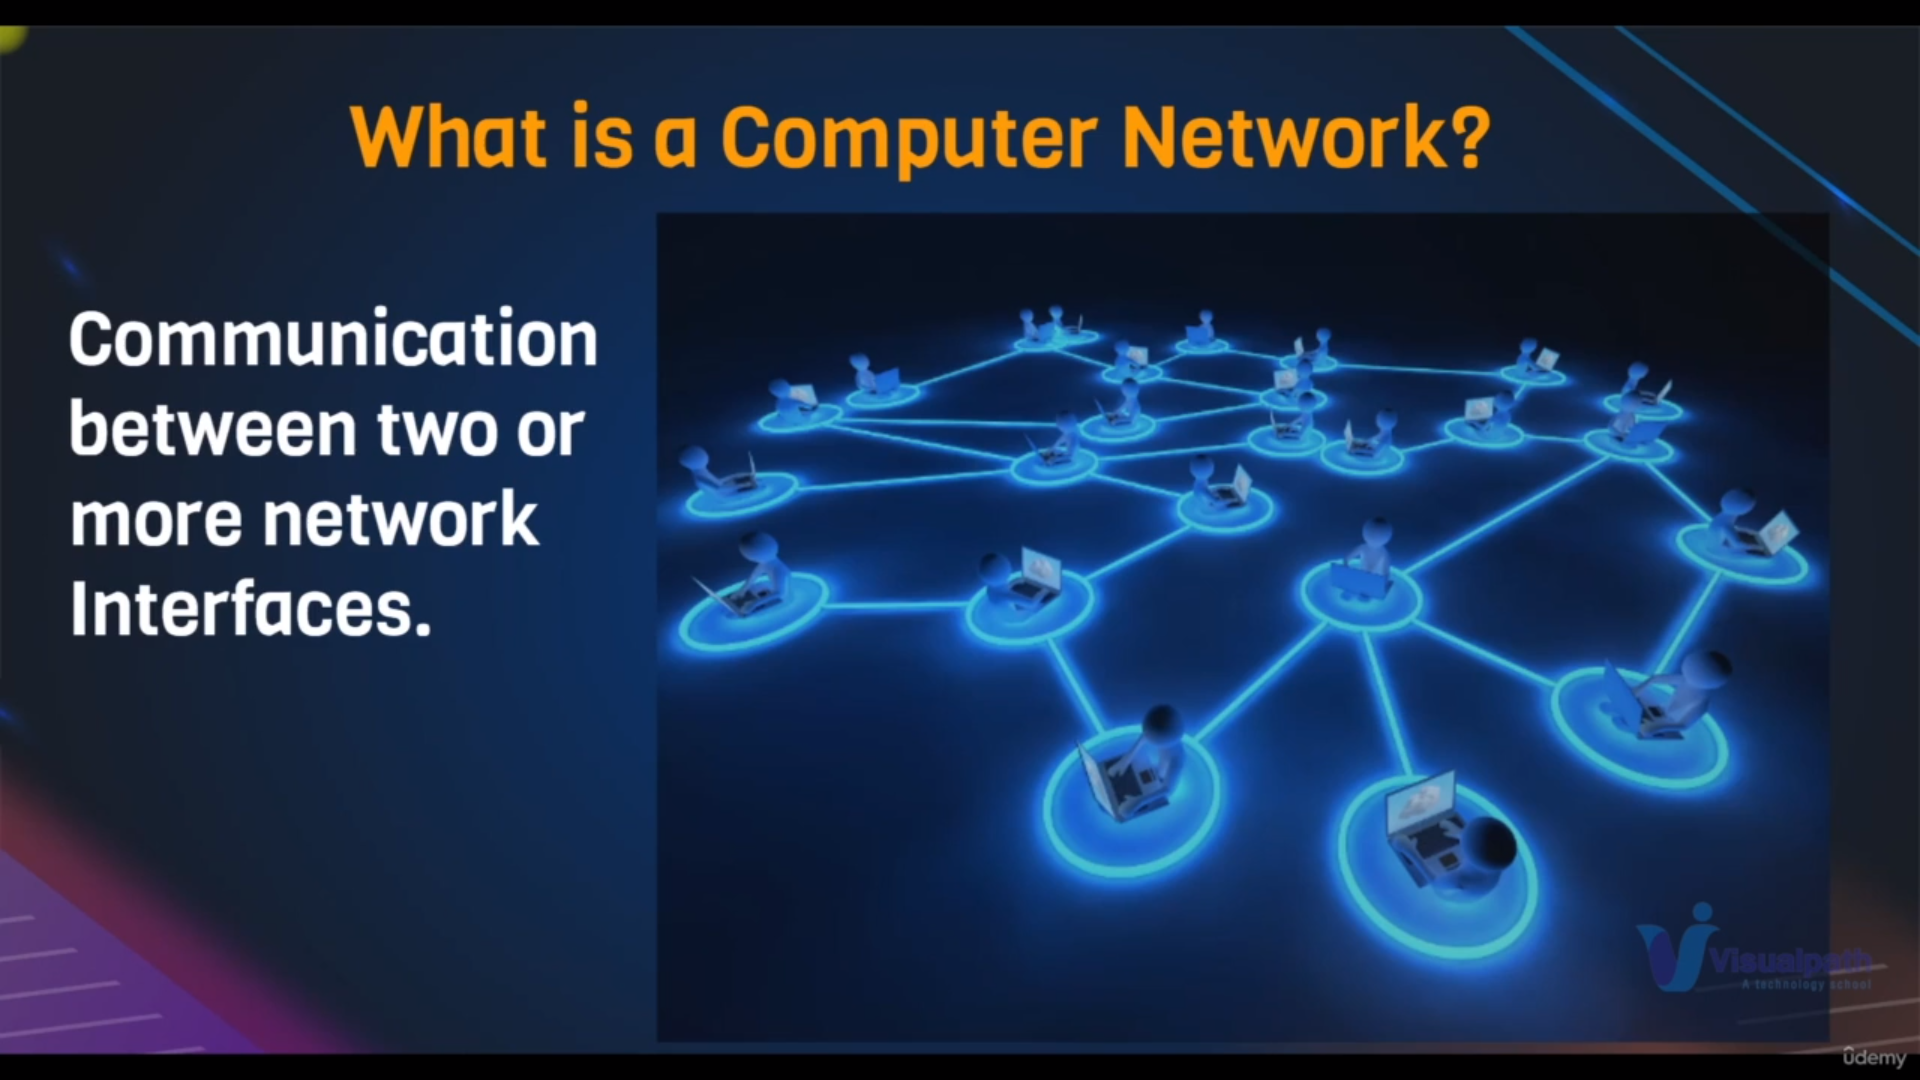 What is a Computer Network?
Communication
between two or
more network
Interfaces.
Visualpath
A technology school
ûdemy